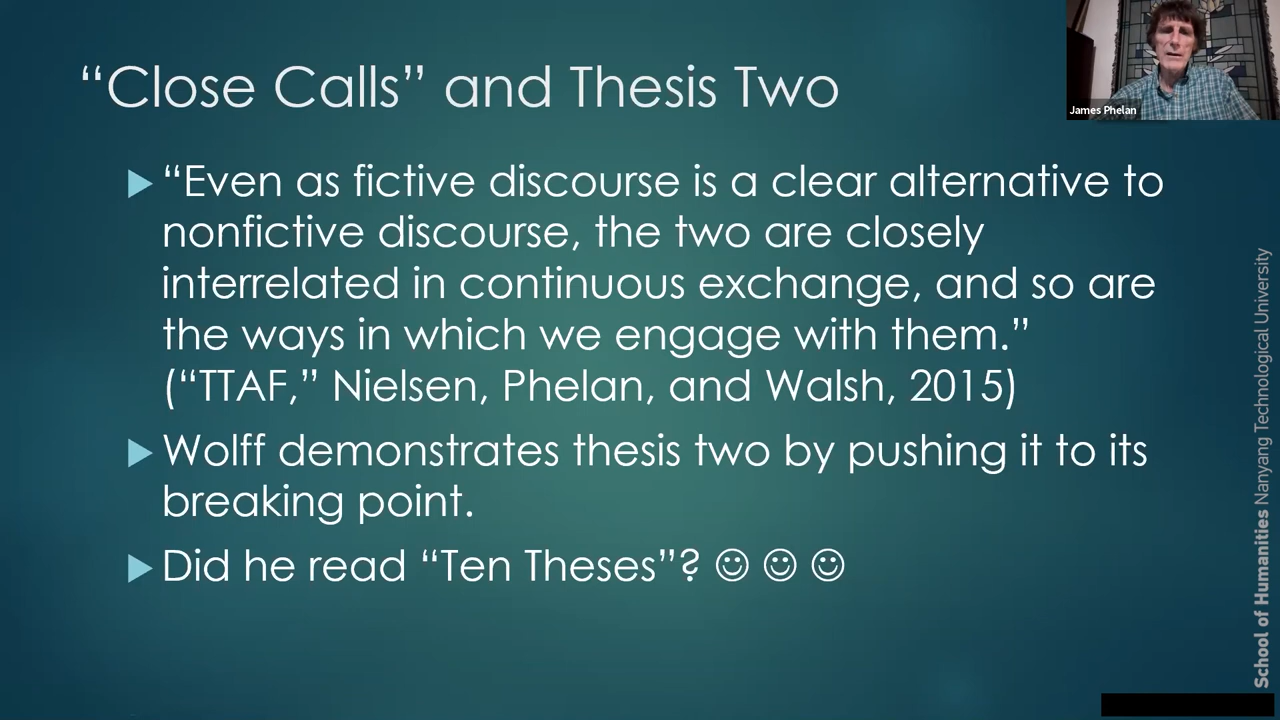 “Close Calls” and Thesis Two
James Phelan
“Even as fictive discourse is a clear alternative to
nonfictive discourse, the two are closely
interrelated in continuous exchange, and so are
the ways in which we engage with them.”
(“TTAF,” Nielsen, Phelan, and Walsh, 2015)
Wolff demonstrates thesis two by pushing it to its
breaking point.
Did he read “Ten Theses”? ☺ ☺ ☺
School of Humanities Nanyang Technological University